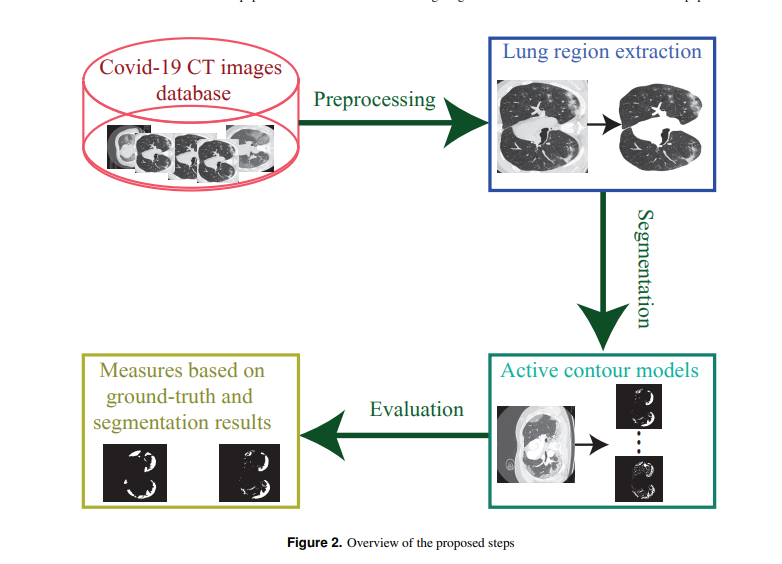 Covid-19 CT images
database
Preprocessing
Lung region extraction
Segmentation
Active contour models
Evaluation
Measures based on
ground-truth and
segmentation results
Figure 2. Overview of the proposed steps